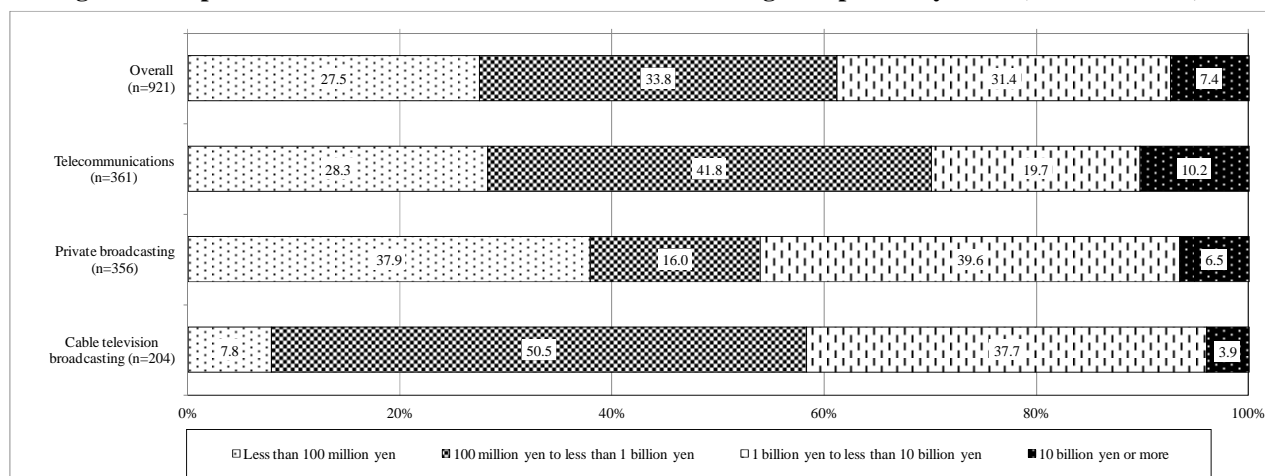 Overall
(n=921)
27.5 33.8 31.4 7.4
Telecommunications
(n=361)
28.3 41.8 19.7 10.2
Private broadcasting
(n=356)
37.9 16.0 39.6 6.5
Cable television
broadcasting (n=204)
7.8 50.5 37.7 3.9
0% 20% 40% 60% 80% 100%
Less than 100 million yen 100 million yen to less than 1 billion yen 1 billion yen to less than 10 billion yen 10 billion yen or more